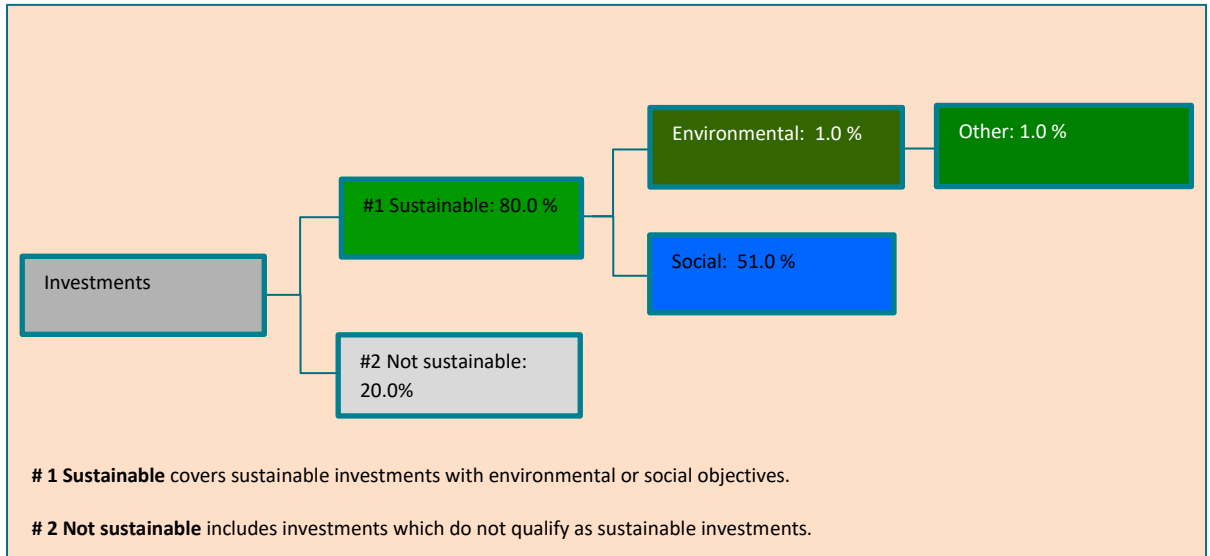 Investments
#1 Sustainable: 80.0 %
#2 Not sustainable:
20.0%
Environmental:  1.0 %
Social:  51.0 %
Other: 1.0 %
# 1 Sustainable covers sustainable investments with environmental or social objectives.
# 2 Not sustainable includes investments which do not qualify as sustainable investments.